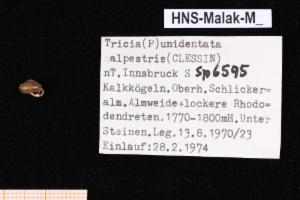 HNS-Malak-M_
Tricia(P)unidentata
alpestris(CLESSIN)
nT.Innsbruck S Sp6595
Kalkkögeln.Oberh.Schlicker=
alm.Almweide+lockere Rhodo=
dendreten.1770-1800mH.Unter
Steinen.Leg.13.8.1970/23
Einlauf:28.2.1974